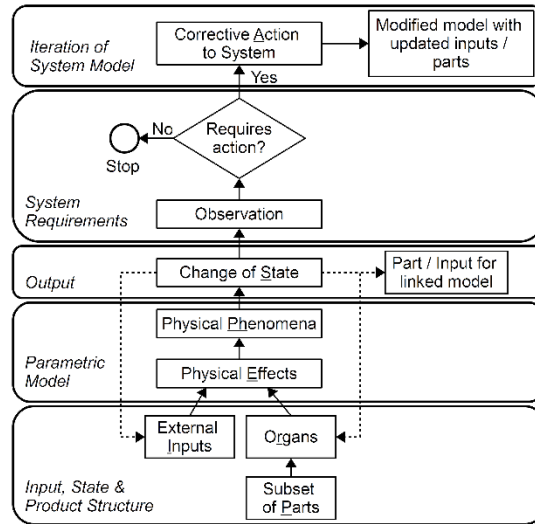 Iteration of
System Model
Corrective Action
to System
Modified model with
updated inputs /
parts
Yes
No
Requires
action?
Stop
System
Requirements
Observation
Output
Change of State
Part / Input for
linked model
Physical Phenomena
Parametric
Model
Physical Effects
External
Inputs
Organs
Input, State &
Product Structure
Subset
of Parts